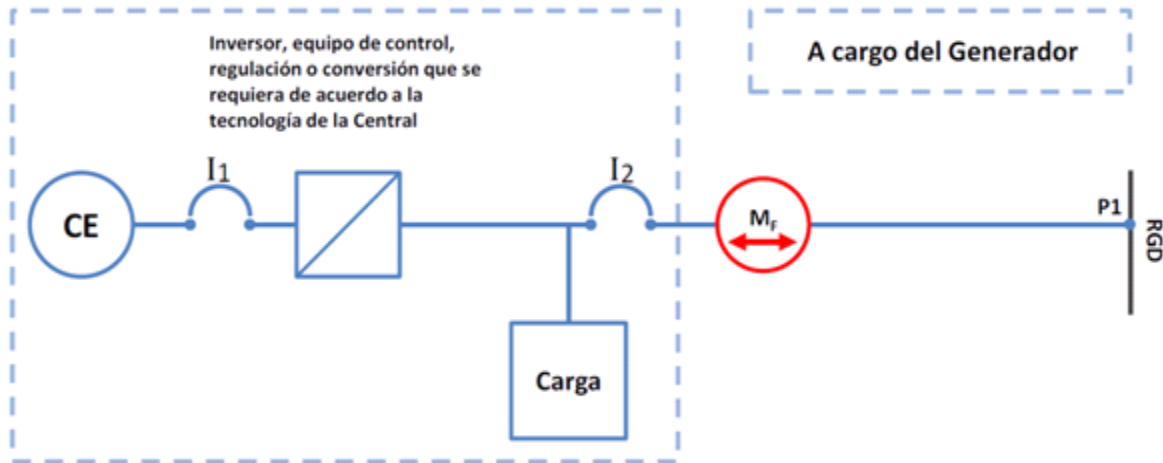 Inversor, equipo de control,
regulación o conversión que se
requiera de acuerdo a la
tecnología de la Central
A cargo del Generador
CE
I1
I2
MF
P1
RGD
Carga